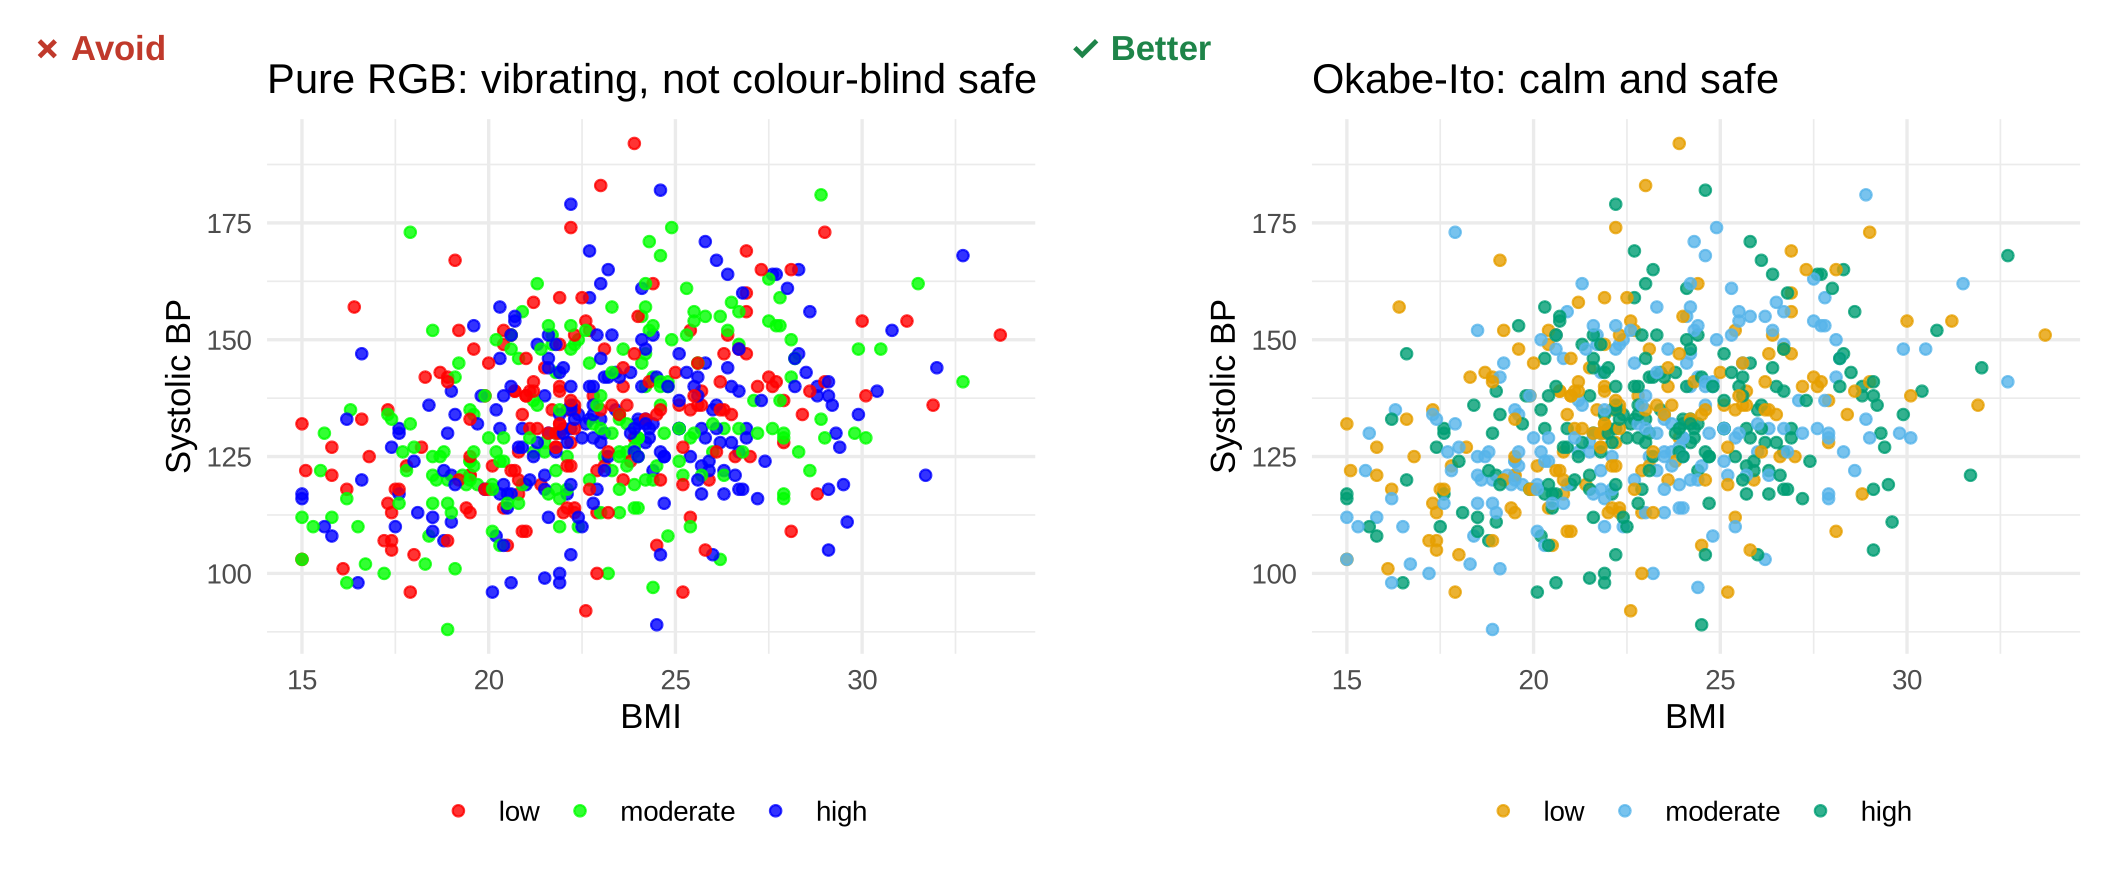 Avoid
Pure RGB: vibrating, not colour-blind safe
Systolic BP
175
150
125
100
15 20 25 30
BMI
low moderate high
Better
Okabe-Ito: calm and safe
Systolic BP
175
150
125
100
15 20 25 30
BMI
low moderate high